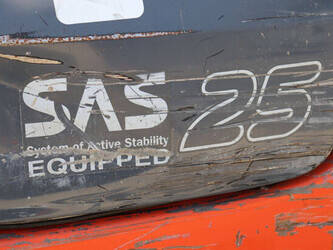 SAS 25
System of Active Stability
EQUIPPED